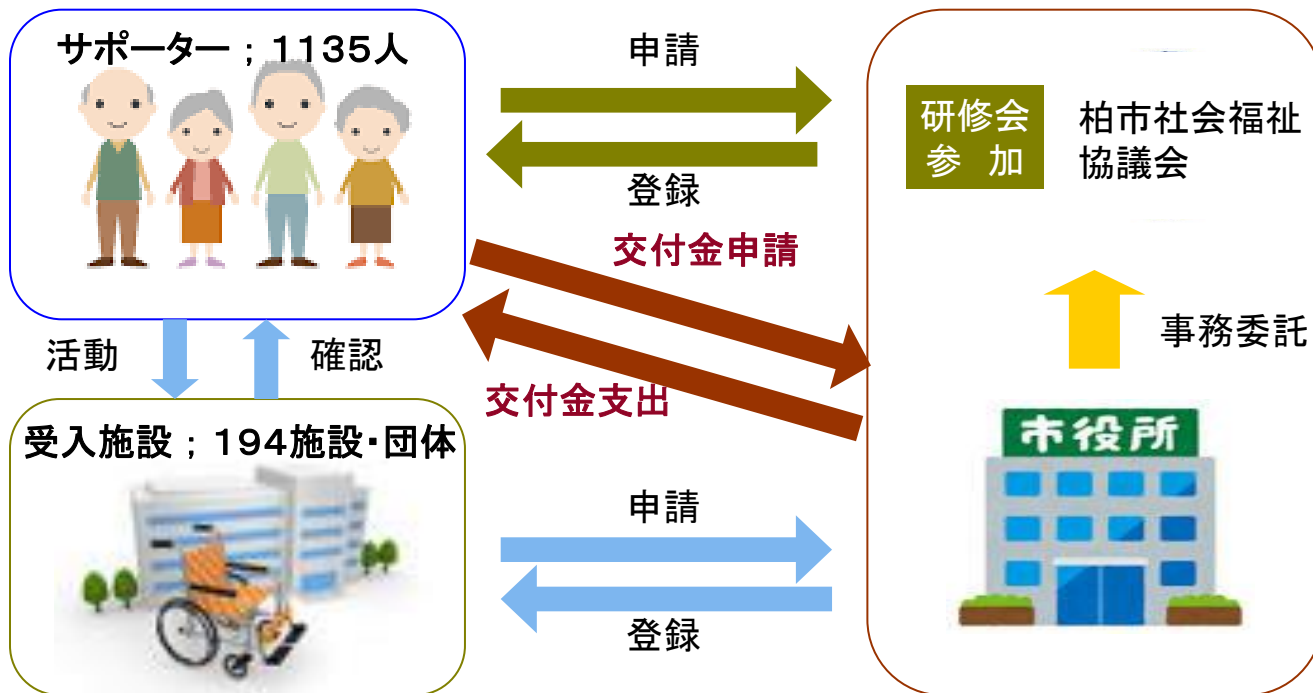 サポーター；1135人
申請
登録
研修会
参　加
柏市社会福祉
協議会
交付金申請
交付金支出
事務委託
活動
確認
受入施設；194施設・団体
市役所
申請
登録